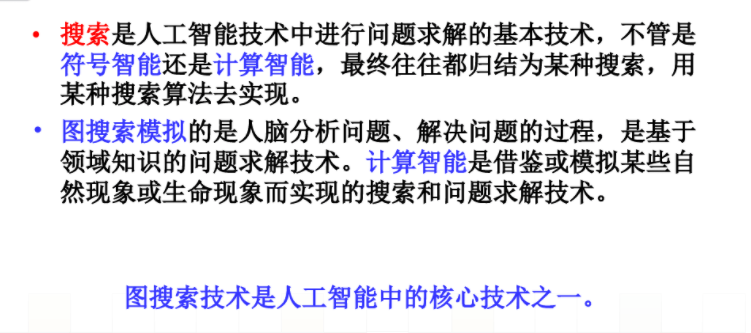 • 搜索是人工智能技术中进行问题求解的基本技术，不管是
符号智能还是计算智能，最终往往都归结为某种搜索，用
某种搜索算法去实现。
• 图搜索模拟的是人脑分析问题、解决问题的过程，是基于
领域知识的问题求解技术。计算智能是借鉴或模拟某些自
然现象或生命现象而实现的搜索和问题求解技术。
图搜索技术是人工智能中的核心技术之一。